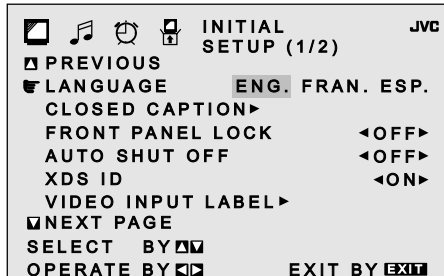 INITIAL JVC
SETUP (1/2)
PREVIOUS
LANGUAGE ENG. FRAN. ESP.
CLOSED CAPTION
FRONT PANEL LOCK OFF
AUTO SHUT OFF OFF
XDS ID ON
VIDEO INPUT LABEL
NEXT PAGE
SELECT BY
OPERATE BY EXIT BY EXIT